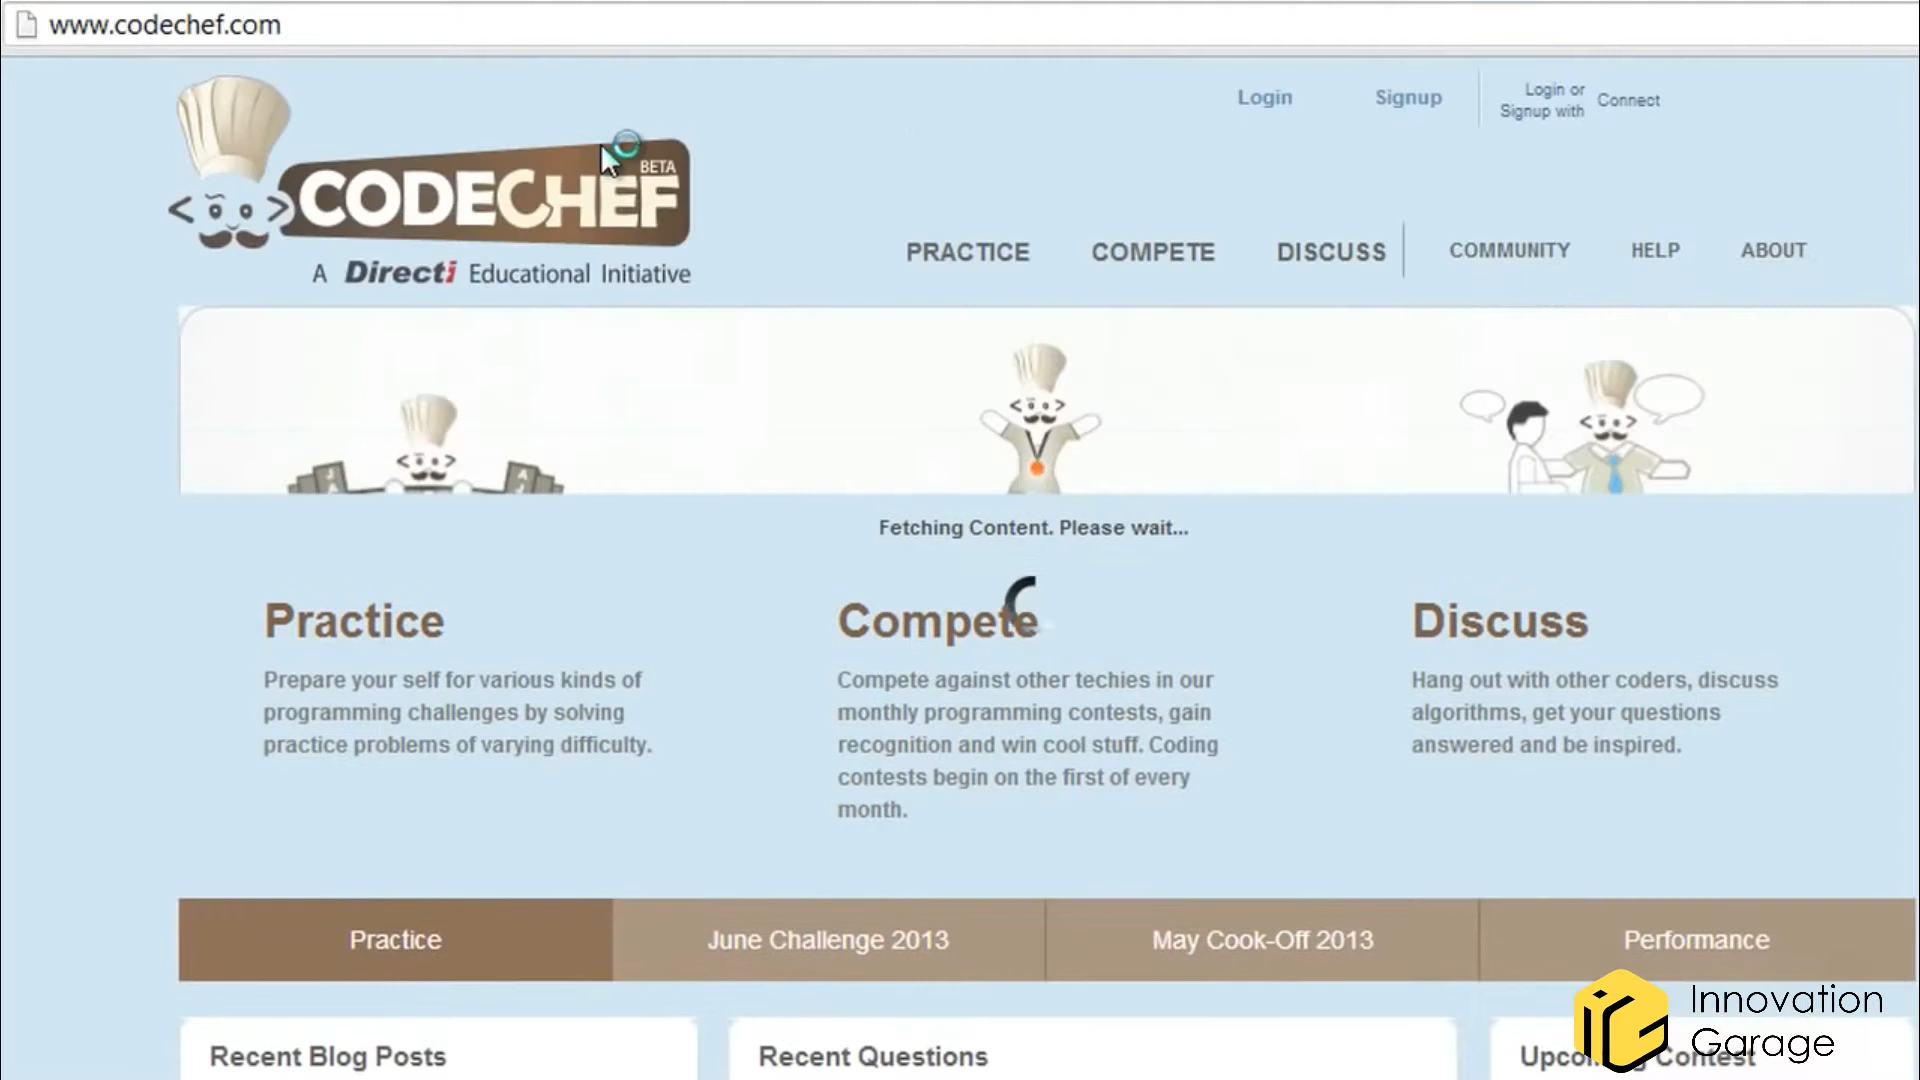 www.codechef.com
Login
Signup
Login or
Signup with
Connect
BETA
CODECHEF
A Directi Educational Initiative
PRACTICE
COMPETE
DISCUSS
COMMUNITY
HELP
ABOUT
Fetching Content. Please wait...
Practice
Prepare your self for various kinds of
programming challenges by solving
practice problems of varying difficulty.
Compete
Compete against other techies in our
monthly programming contests, gain
recognition and win cool stuff. Coding
contests begin on the first of every
month.
Discuss
Hang out with other coders, discuss
algorithms, get your questions
answered and be inspired.
Practice
June Challenge 2013
May Cook-Off 2013
Performance
Recent Blog Posts
Recent Questions
Contest
iG
Innovation
Garage